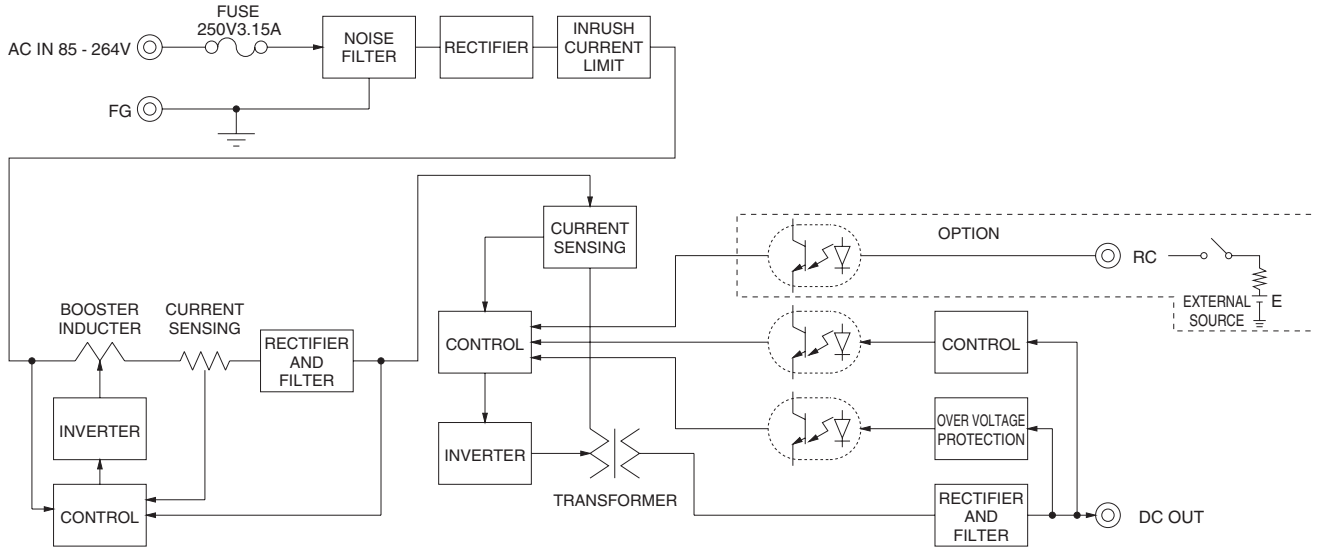 FUSE
250V3.15A
AC IN 85 - 264V
NOISE
FILTER
RECTIFIER
INRUSH
CURRENT
LIMIT
FG
CURRENT
SENSING
OPTION
RC
EXTERNAL
SOURCE
E
BOOSTER
INDUCTER
CURRENT
SENSING
RECTIFIER
AND
FILTER
CONTROL
CONTROL
INVERTER
OVER VOLTAGE
PROTECTION
INVERTER
TRANSFORMER
CONTROL
RECTIFIER
AND
FILTER
DC OUT